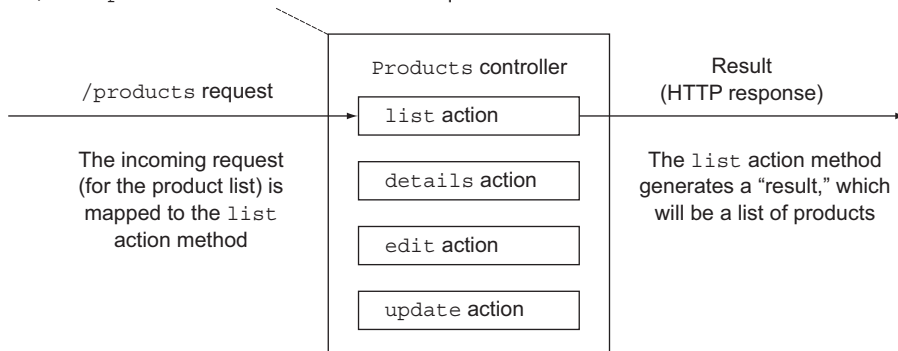 Products controller
/products request
list action
Result
(HTTP response)
The incoming request
(for the product list) is
mapped to the list
action method
details action
edit action
update action
The list action method
generates a “result,” which
will be a list of products